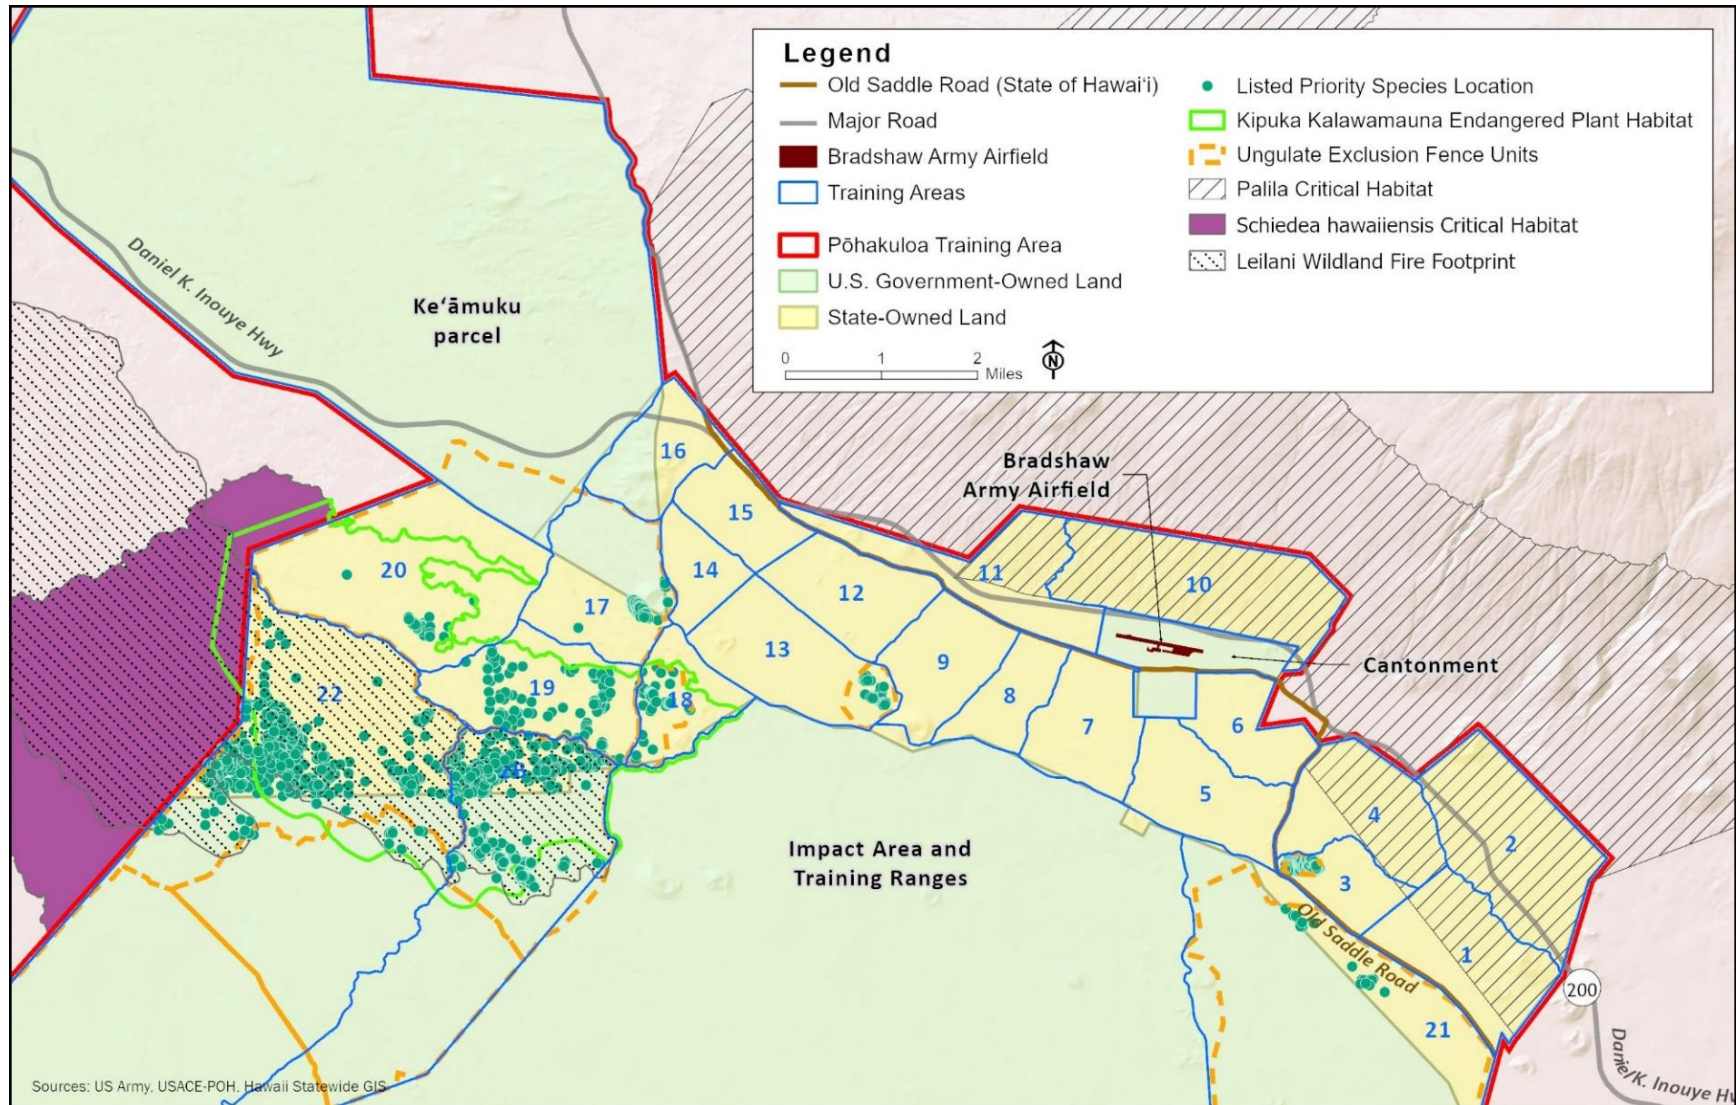 Legend
Old Saddle Road (State of Hawai‘i)
Major Road
Bradshaw Army Airfield
Training Areas
Pōhakuloa Training Area
U.S. Government-Owned Land
State-Owned Land
0 1 2
Miles
N
Listed Priority Species Location
Kipuka Kalawamauna Endangered Plant Habitat
Ungulate Exclusion Fence Units
Palila Critical Habitat
Schiedea hawaiiensis Critical Habitat
Leilani Wildland Fire Footprint
Daniel K. Inouye Hwy
Ke‘āmuku
parcel
Bradshaw
Army Airfield
Cantonment
16
15
14
20
17
12
11
10
13
9
8
7
6
22
19
18
23
5
4
2
3
1
21
Impact Area and
Training Ranges
Old Saddle Road
200
Daniel K. Inouye H
Sources: US Army, USACE-POH, Hawaii Statewide GIS